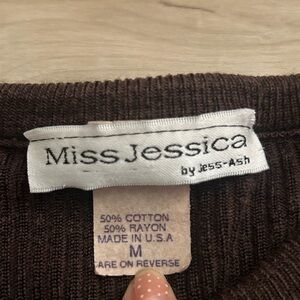 Miss Jessica
by Jess-Ash
50% COTTON
50% RAYON
MADE IN U.S.A
M
ARE ON REVERSE